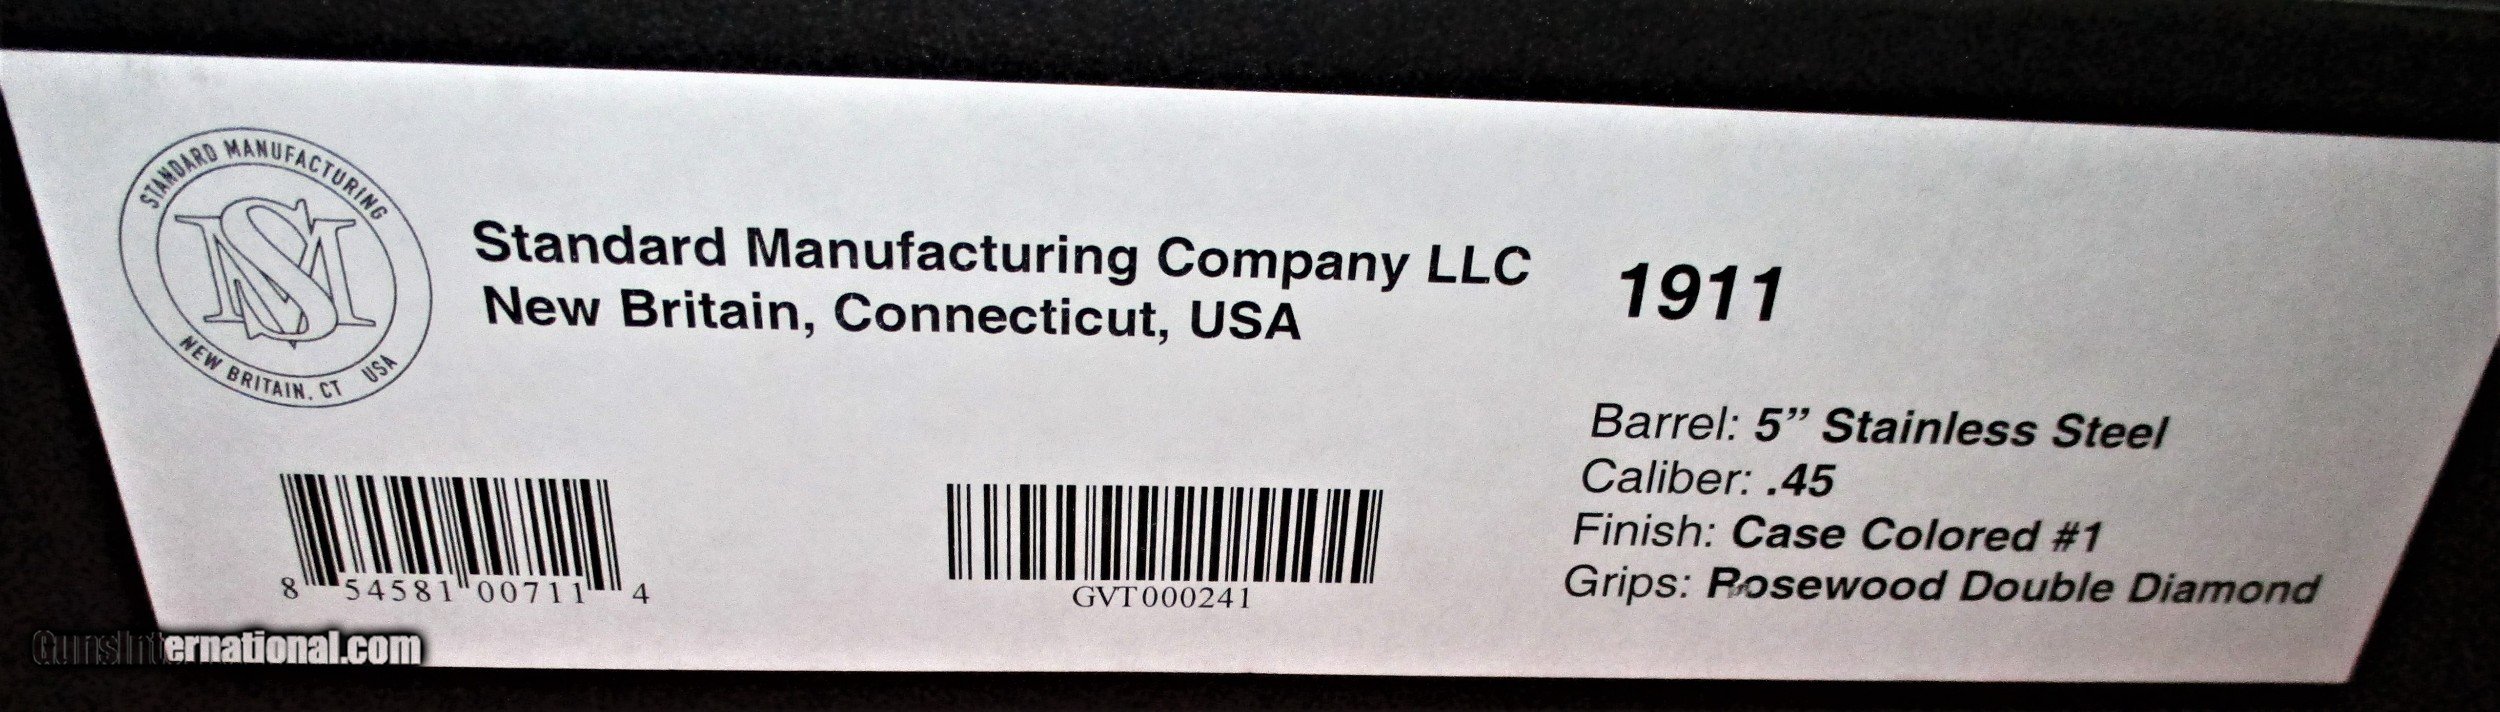 STANDARD MANUFACTURING
SM
NEW BRITAIN, CT USA
Standard Manufacturing Company LLC
New Britain, Connecticut, USA
1911
Barrel: 5” Stainless Steel
Caliber: .45
Finish: Case Colored #1
Grips: Rosewood Double Diamond
8 54581 00711 4
GVT000241
GunsInternational.com